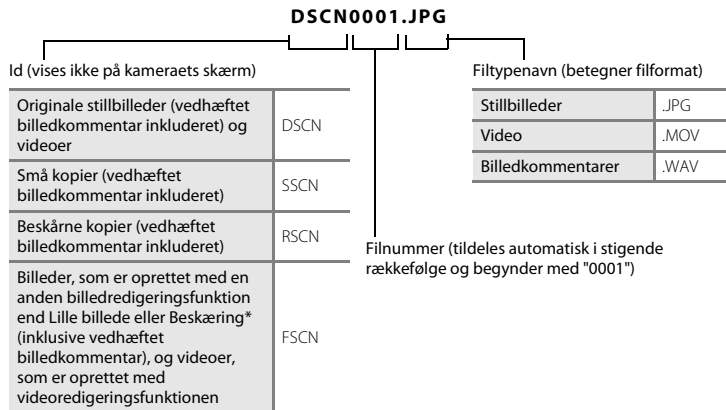 DSCN0001.JPG
Id (vises ikke på kameraets skærm)
Originale stillbilleder (vedhæftet
billedkommentar inkluderet) og
videoer
DSCN
Små kopier (vedhæftet
billedkommentar inkluderet)
SSCN
Beskårne kopier (vedhæftet
billedkommentar inkluderet)
RSCN
Billeder, som er oprettet med en
anden billedredigeringsfunktion
end Lille billede eller Beskæring*
(inklusive vedhæftet
billedkommentar), og videoer,
som er oprettet med
videoredigeringsfunktionen
FSCN
Filnummer (tildeles automatisk i stigende
rækkefølge og begynder med "0001")
Filtypenavn (betegner filformat)
Stillbilleder .JPG
Video .MOV
Billedkommentarer .WAV